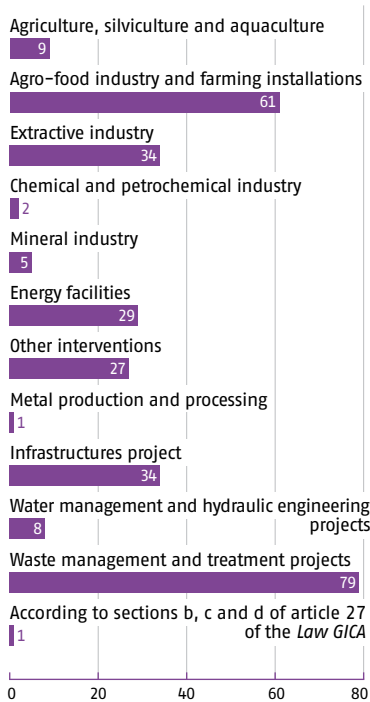 Agriculture, silviculture and aquaculture
9
Agro-food industry and farming installations
61
Extractive industry
34
Chemical and petrochemical industry
2
Mineral industry
5
Energy facilities
29
Other interventions
27
Metal production and processing
1
Infrastructures project
34
Water management and hydraulic engineering
projects
8
Waste management and treatment projects
79
According to sections b, c and d of article 27
of the Law GICA
1
0 20 40 60 80